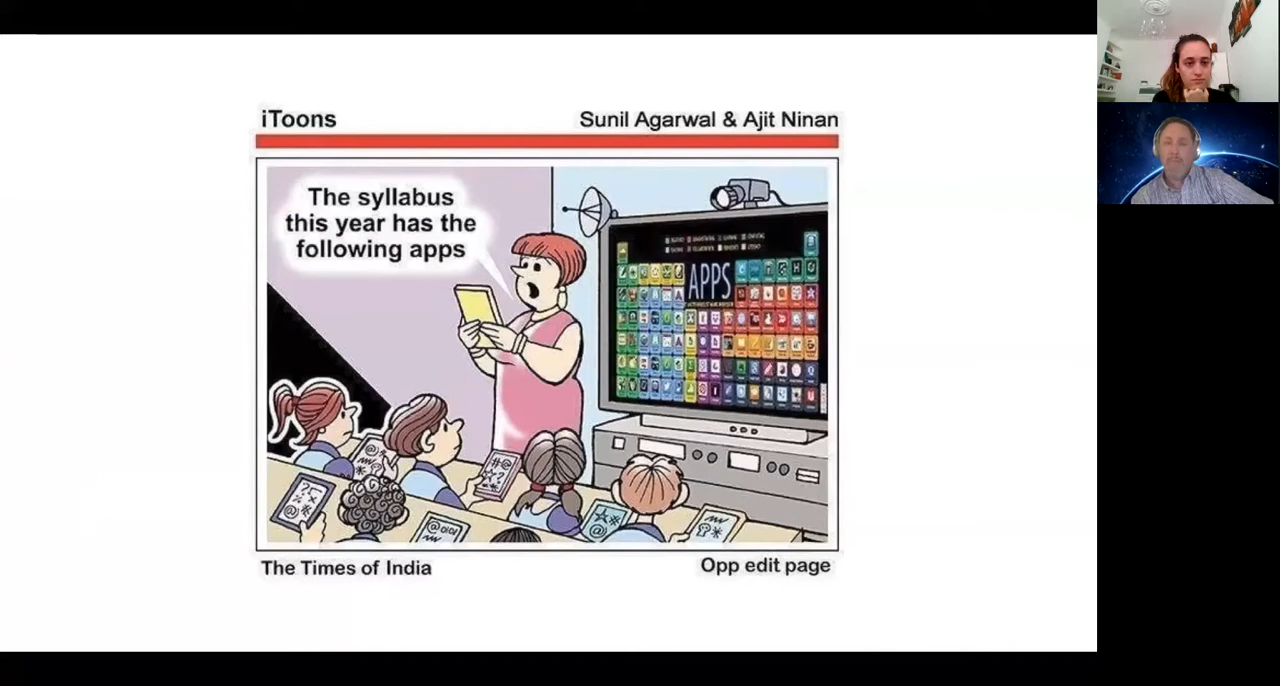 iToons
Sunil Agarwal & Ajit Ninan
The syllabus
this year has the
following apps
APPS
The Times of India
Opp edit page